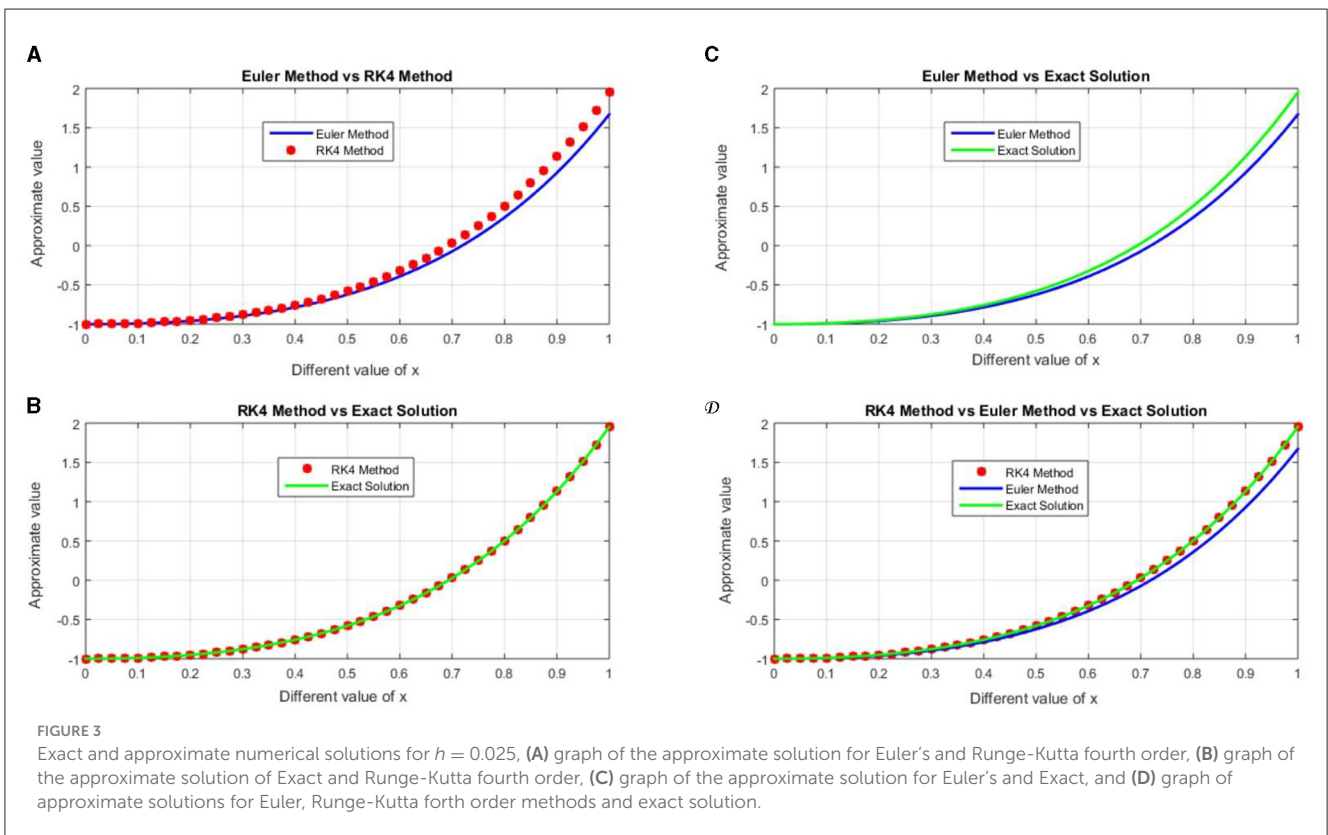 A
Euler Method vs RK4 Method
2
1.5
1
0.5
0
-0.5
-1
Approximate value
Euler Method
RK4 Method
0 0.1 0.2 0.3 0.4 0.5 0.6 0.7 0.8 0.9 1
Different value of x
C
Euler Method vs Exact Solution
2
1.5
1
0.5
0
-0.5
-1
Approximate value
Euler Method
Exact Solution
0 0.1 0.2 0.3 0.4 0.5 0.6 0.7 0.8 0.9 1
Different value of x
B
RK4 Method vs Exact Solution
2
1.5
1
0.5
0
-0.5
-1
Approximate value
RK4 Method
Exact Solution
0 0.1 0.2 0.3 0.4 0.5 0.6 0.7 0.8 0.9 1
Different value of x
𝒟
RK4 Method vs Euler Method vs Exact Solution
2
1.5
1
0.5
0
-0.5
-1
Approximate value
RK4 Method
Euler Method
Exact Solution
0 0.1 0.2 0.3 0.4 0.5 0.6 0.7 0.8 0.9 1
Different value of x
FIGURE 3
Exact and approximate numerical solutions for h = 0.025, (A) graph of the approximate solution for Euler's and Runge-Kutta fourth order, (B) graph of
the approximate solution of Exact and Runge-Kutta fourth order, (C) graph of the approximate solution for Euler's and Exact, and (D) graph of
approximate solutions for Euler, Runge-Kutta forth order methods and exact solution.